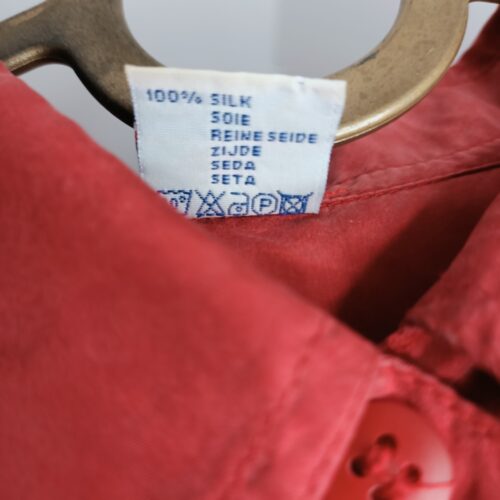 100% SILK
SOIE
REINE SEIDE
ZIJDE
SEDA
SETA
P